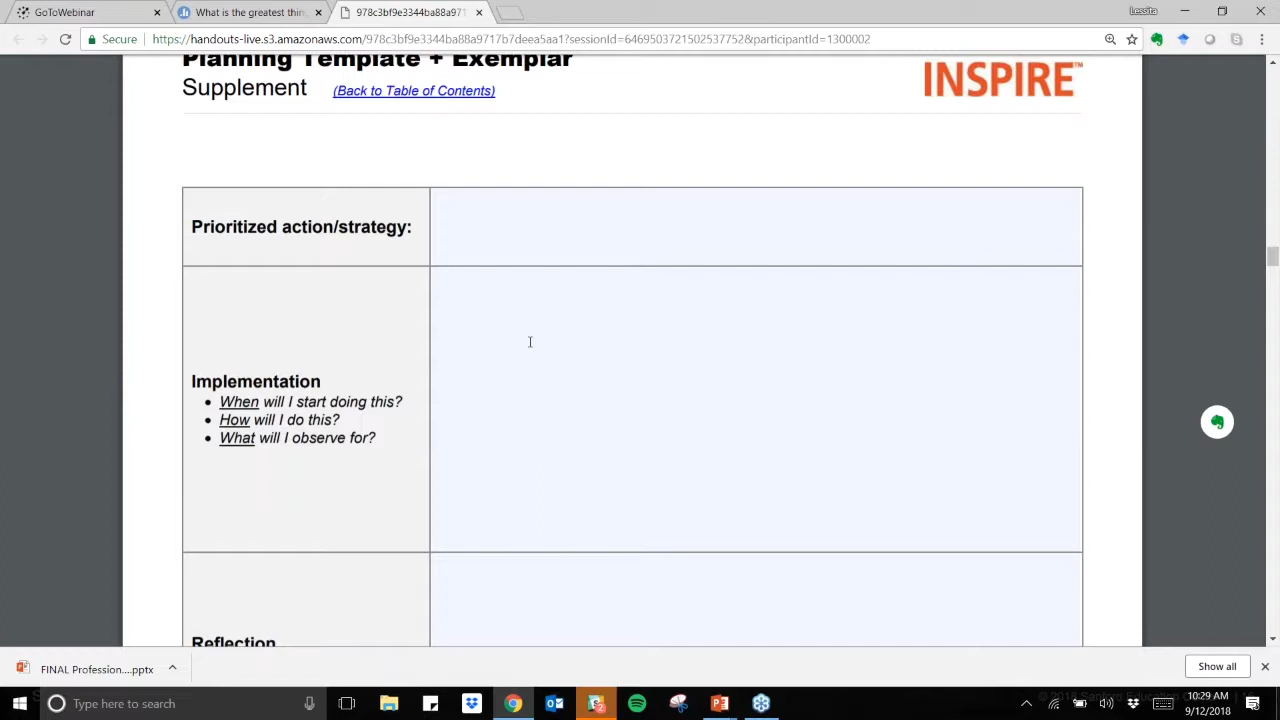 GoToWebinar
What is the greatest thin
978c3bf9e3344ba88a971
Jessie
Secure
https://handouts-live.s3.amazonaws.com/978c3bf9e3344ba88a9717b7deea5aa1?sessionId=6469503721502537752&participantId=1300002
Planning Template + Exemplar
Supplement (Back to Table of Contents)
INSPIRE™
Prioritized action/strategy:
Implementation
• When will I start doing this?
• How will I do this?
• What will I observe for?
Reflection
FINAL Profession....pptx
Show all
Type here to search
10:29 AM
9/12/2018